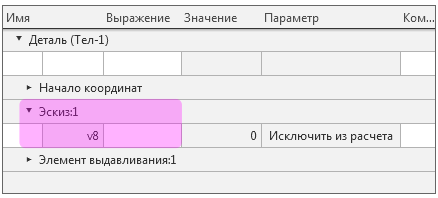 Имя Выражение Значение Параметр Ком...
Деталь (Тел-1)
Начало координат
Эскиз:1
v8 0 Исключить из расчета
Элемент выдавливания:1